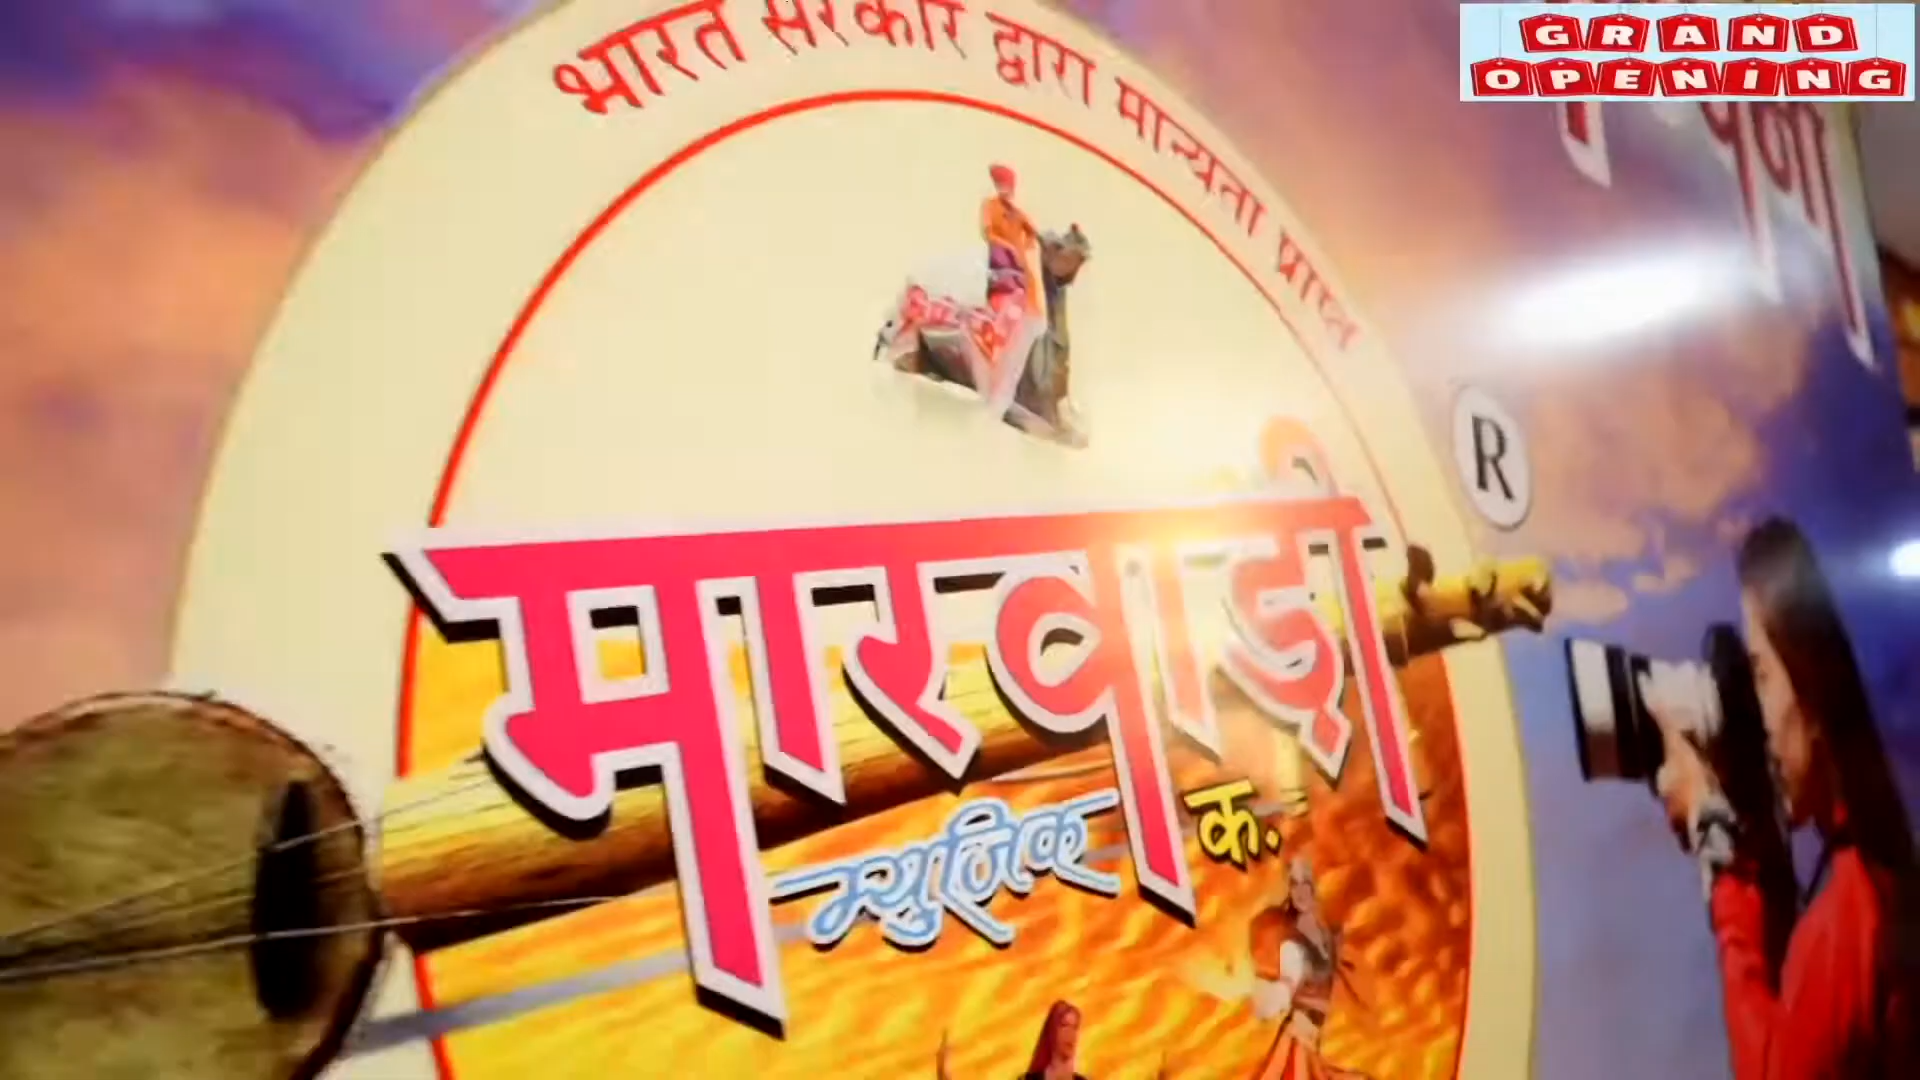 GRAND
OPENING
भारत सरकार द्वारा मान्यता प्राप्त
R
मारवाड़ी
म्युजिक
क.